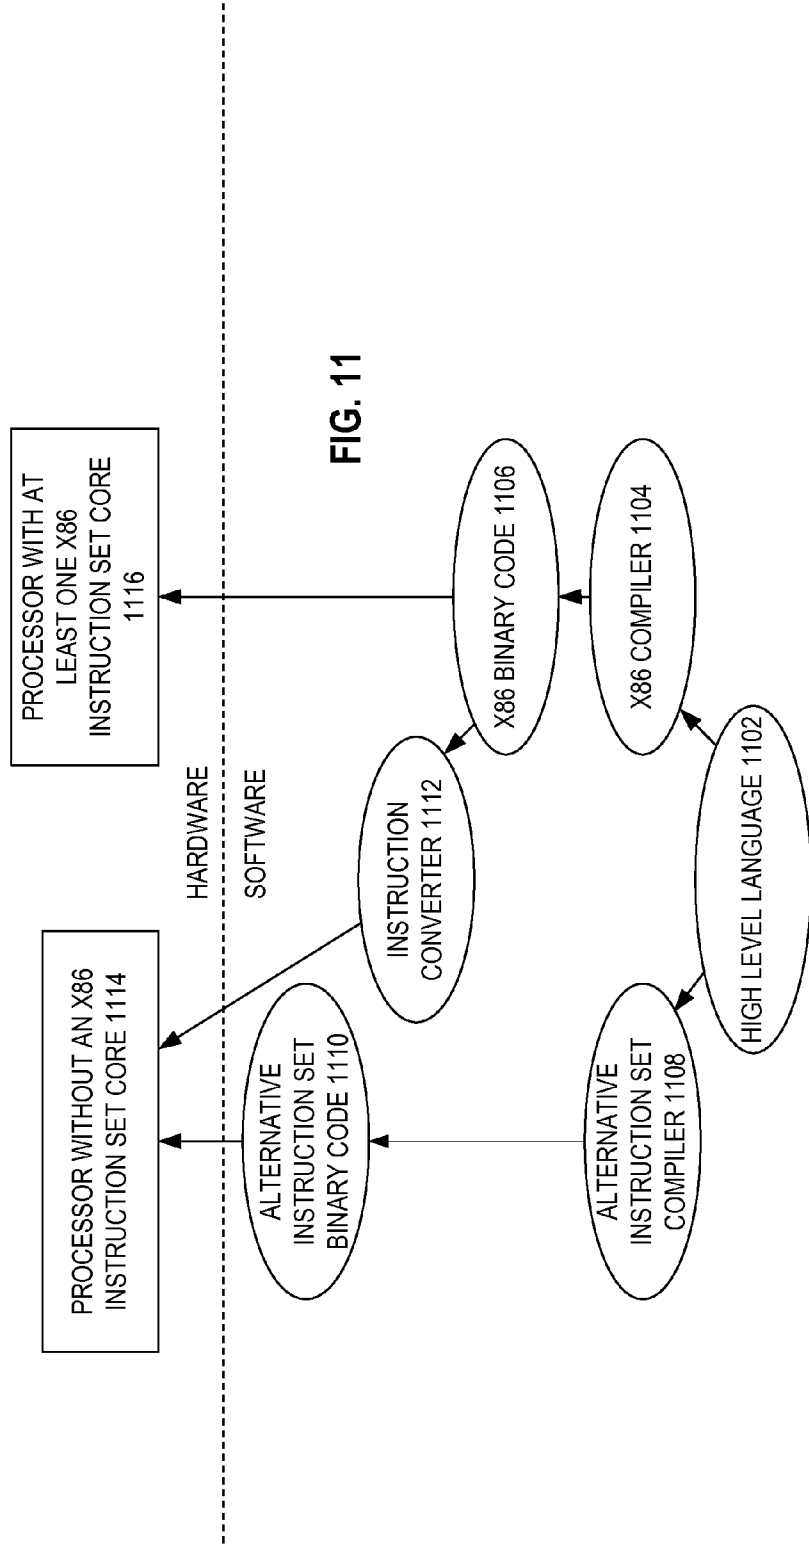 PROCESSOR WITHOUT AN X86
INSTRUCTION SET CORE 1114
PROCESSOR WITH AT
LEAST ONE X86
INSTRUCTION SET CORE
1116
HARDWARE
SOFTWARE
ALTERNATIVE
INSTRUCTION SET
BINARY CODE 1110
INSTRUCTION
CONVERTER 1112
FIG. 11
X86 BINARY CODE 1106
ALTERNATIVE
INSTRUCTION SET
COMPILER 1108
X86 COMPILER 1104
HIGH LEVEL LANGUAGE 1102